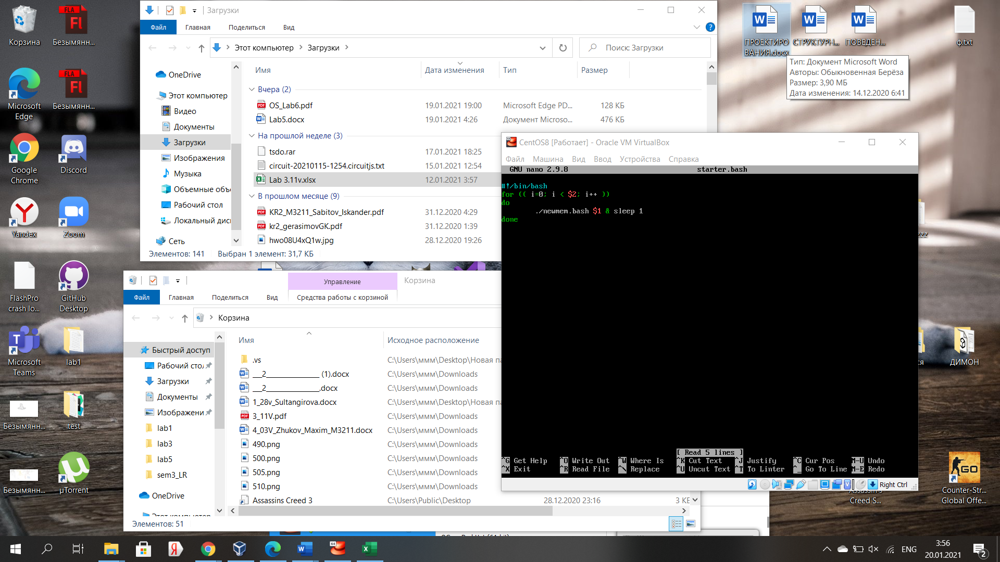 Корзина
Безымянн...
Microsoft
Edge
Безымянн...
Google
Chrome
Discord
Yandex
Zoom
FlashPro
crash lo...
GitHub
Desktop
Microsoft
Teams
lab1
Безымянн...
test
Безымянн...
µTorrent
Загрузки
Файл
Главная
Поделиться
Вид
Этот компьютер
Загрузки
Поиск: Загрузки
OneDrive
Этот компьютер
Видео
Документы
Загрузки
Изображения
Музыка
Объемные объ
Рабочий стол
Локальный дис
Сеть
Имя
Дата изменения
Тип
Размер
Вчера (2)
OS_Lab6.pdf 19.01.2021 19:00 Microsoft Edge PD... 128 КБ
Lab5.docx 19.01.2021 4:26 Документ Microso... 476 КБ
На прошлой неделе (3)
tsdo.rar 17.01.2021 18:25
circuit-20210115-1254.circuitjs.txt 15.01.2021 12:54
Lab 3.11v.xlsx 12.01.2021 3:57
В прошлом месяце (9)
KR2_M3211_Sabitov_Iskander.pdf 31.12.2020 4:29
kr2_gerasimovGK.pdf 31.12.2020 1:39
hwo08U4xQ1w.jpg 28.12.2020 19:26
Элементов: 141 Выбран 1 элемент: 31,7 КБ
Управление
Корзина
Файл
Главная
Поделиться
Вид
Средства работы с корзиной
Корзина
Быстрый доступ
Рабочий стол
Загрузки
Документы
Изображени
lab1
lab3
lab5
sem3_LR
OneDrive
Этот компьютер
Имя
Исходное расположение
.vs C:\Users\ммм\Desktop\Новая па
__2______________ (1).docx C:\Users\ммм\Downloads
__2______________.docx C:\Users\ммм\Downloads
1_28v_Sultangirova.docx C:\Users\ммм\Desktop\Новая па
3_11V.pdf C:\Users\ммм\Downloads
4_03V_Zhukov_Maxim_M3211.docx C:\Users\ммм\Downloads
490.png C:\Users\ммм\Downloads
500.png C:\Users\ммм\Downloads
505.png C:\Users\ммм\Downloads
510.png C:\Users\ммм\Downloads
Assassins Creed 3 C:\Users\Public\Desktop 28.12.2020 23:16 3 КБ
Элементов: 51
CentOS8 [Работает] - Oracle VM VirtualBox
Файл Машина Вид Ввод Устройства Справка
GNU nano 2.9.8 starter.bash
#!/bin/bash
for (( i=0; i < $2; i++ ))
do
./newmem.bash $1 & sleep 1
done
[ Read 5 lines ]
^G Get Help ^O Write Out ^W Where Is ^K Cut Text ^J Justify ^C Cur Pos M-U Undo
^X Exit ^R Read File ^\ Replace ^U Uncut Text ^T To Linter ^_ Go To Line M-E Redo
Right Ctrl
ПРОЕКТИРО
ВАНИЯ.docx
СТРУКТУРН...
ПОВЕДЕН...
ф.txt
Тип: Документ Microsoft Word
Авторы: Обыкновенная Берёза
Размер: 3,90 МБ
Дата изменения: 14.12.2020 6:41
zzz
ся
ДИМОН
Assassin's
Creed S...
GO
Counter-Str...
Global Offe...
ENG
3:56
20.01.2021
2